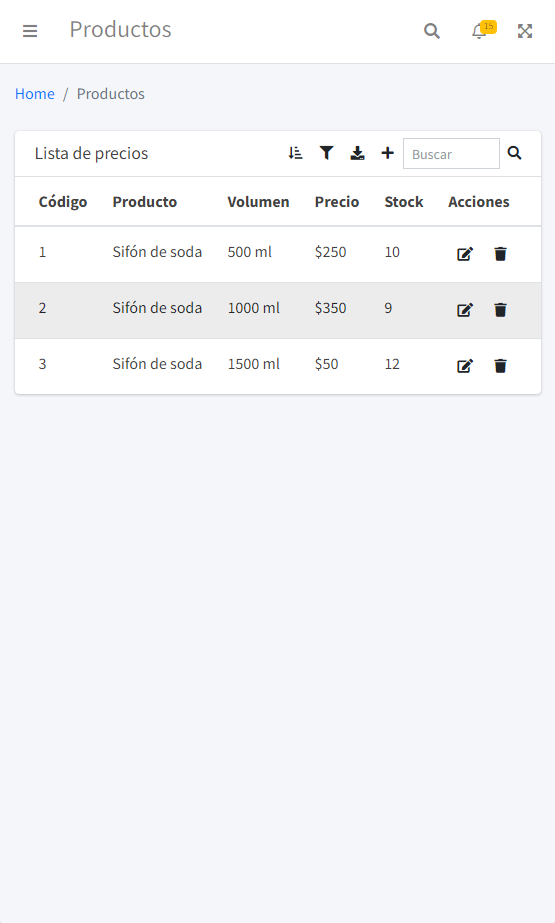 Productos
15
Home / Productos
Lista de precios Buscar
Código Producto Volumen Precio Stock Acciones
1 Sifón de soda 500 ml $250 10
2 Sifón de soda 1000 ml $350 9
3 Sifón de soda 1500 ml $50 12